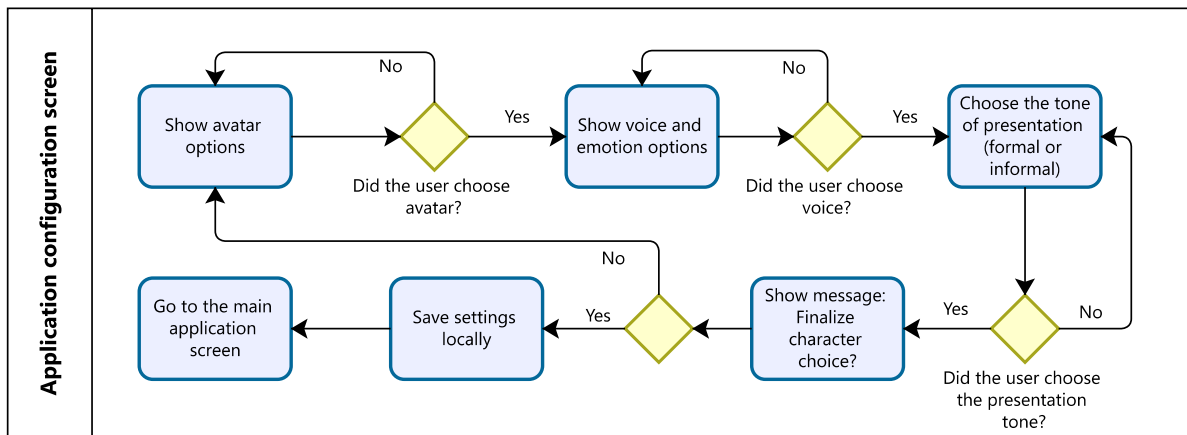 Application configuration screen
No
Show avatar
options
Yes
Did the user choose
avatar?
No
Show voice and
emotion options
Yes
Did the user choose
voice?
Choose the tone
of presentation
(formal or
informal)
No
Go to the main
application
screen
Save settings
locally
Yes
Show message:
Finalize
character
choice?
Yes
No
Did the user choose
the presentation
tone?